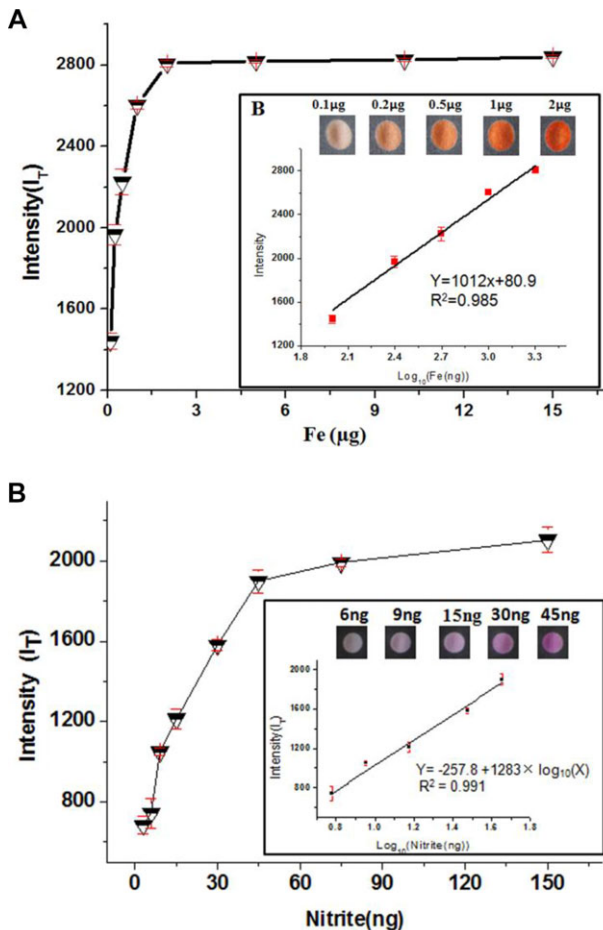 A
Intensity(I_T)
2800
2400
2000
1600
1200
B
0.1µg 0.2µg 0.5µg 1µg 2µg
Intensity
2800
2400
2000
1600
1200
Y=1012x+80.9
R²=0.985
1.8 2.1 2.4 2.7 3.0 3.3
Log₁₀(Fe(ng))
0 3 6 9 12 15
Fe (µg)
B
Intensity (I_T)
2000
1600
1200
800
6ng 9ng 15ng 30ng 45ng
Intensity(I_T)
2000
1600
1200
800
Y= -257.8 +1283× log₁₀(X)
R² = 0.991
0.8 1.0 1.2 1.4 1.6 1.8
Log₁₀(Nitrite(ng))
0 30 60 90 120 150
Nitrite(ng)